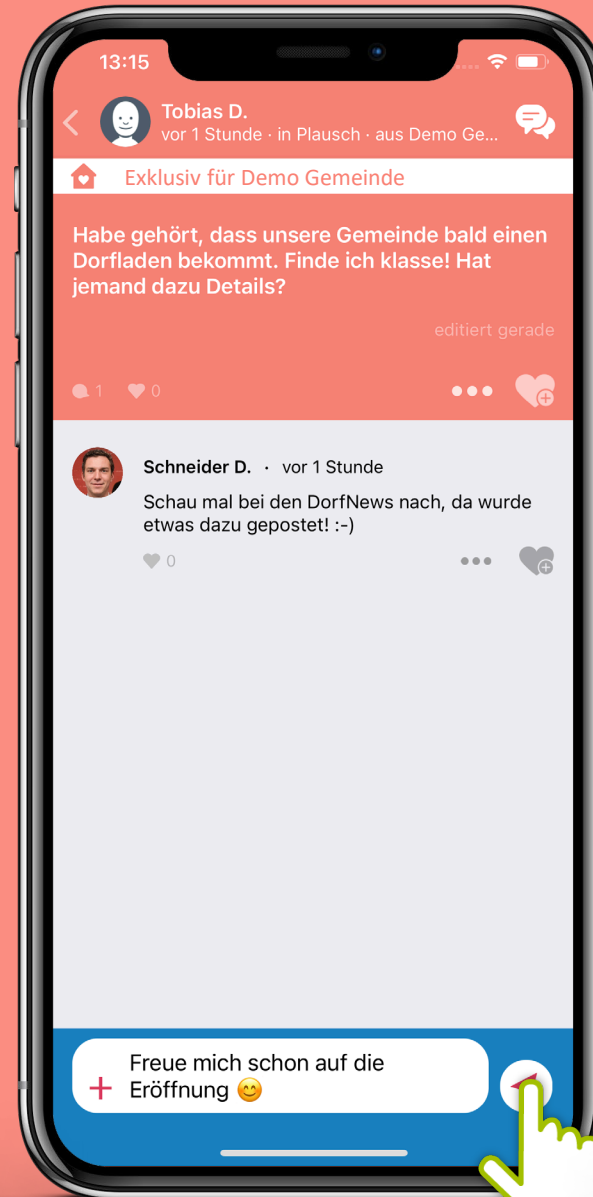 13:15
Tobias D.
vor 1 Stunde · in Plausch · aus Demo Ge...
Exklusiv für Demo Gemeinde
Habe gehört, dass unsere Gemeinde bald einen
Dorfladen bekommt. Finde ich klasse! Hat
jemand dazu Details?
editiert gerade
1 0
Schneider D. · vor 1 Stunde
Schau mal bei den DorfNews nach, da wurde
etwas dazu gepostet! :-)
0
Freue mich schon auf die
Eröffnung 😊